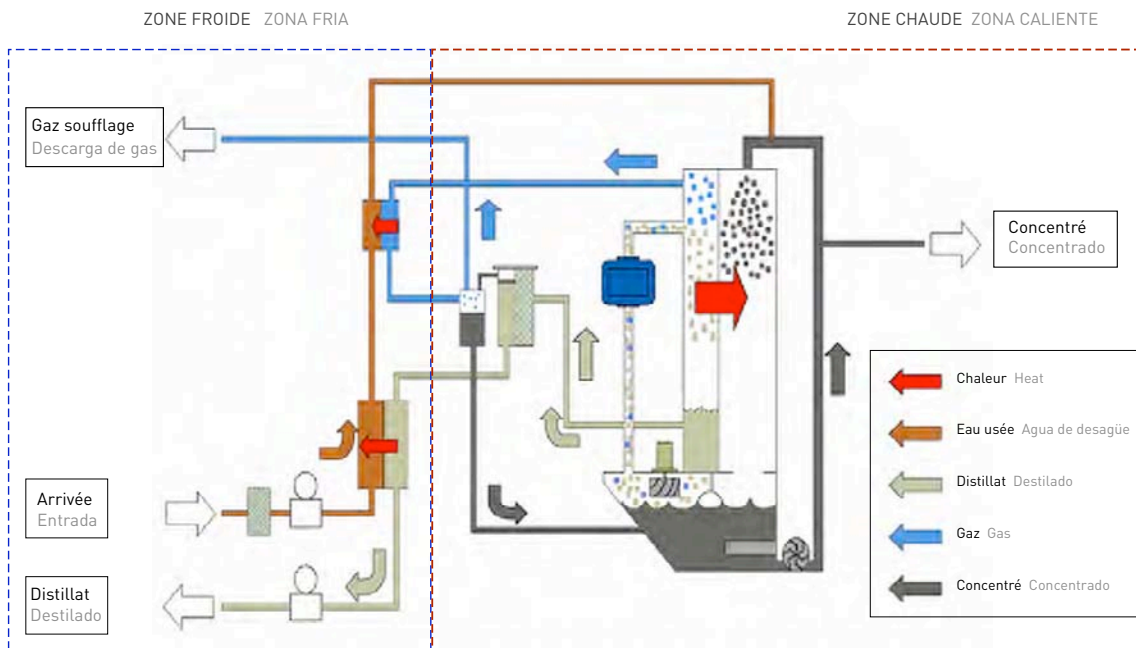 ZONE FROIDE ZONA FRIA
ZONE CHAUDE ZONA CALIENTE
Gaz soufflage
Descarga de gas
Concentré
Concentrado
Chaleur Heat
Eau usée Agua de desagüe
Distillat Destilado
Gaz Gas
Concentré Concentrado
Arrivée
Entrada
Distillat
Destilado